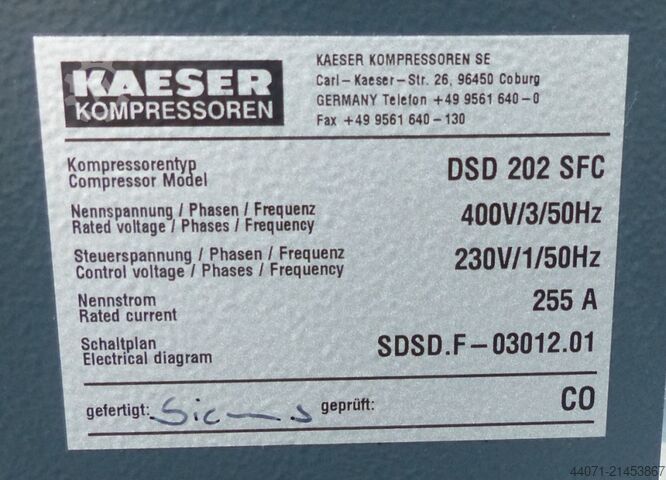 KAESER
KOMPRESSOREN
KAESER KOMPRESSOREN SE
Carl-Kaeser-Str. 26, 96450 Coburg
GERMANY Telefon +49 9561 640-0
Fax +49 9561 640-130
Kompressorentyp
Compressor Model
DSD 202 SFC
Nennspannung / Phasen / Frequenz
Rated voltage / Phases / Frequency
400V/3/50Hz
Steuerspannung / Phasen / Frequenz
Control voltage / Phases / Frequency
230V/1/50Hz
Nennstrom
Rated current
255 A
Schaltplan
Electrical diagram
SDSD.F-03012.01
gefertigt: geprüft: CO
44071-21453867